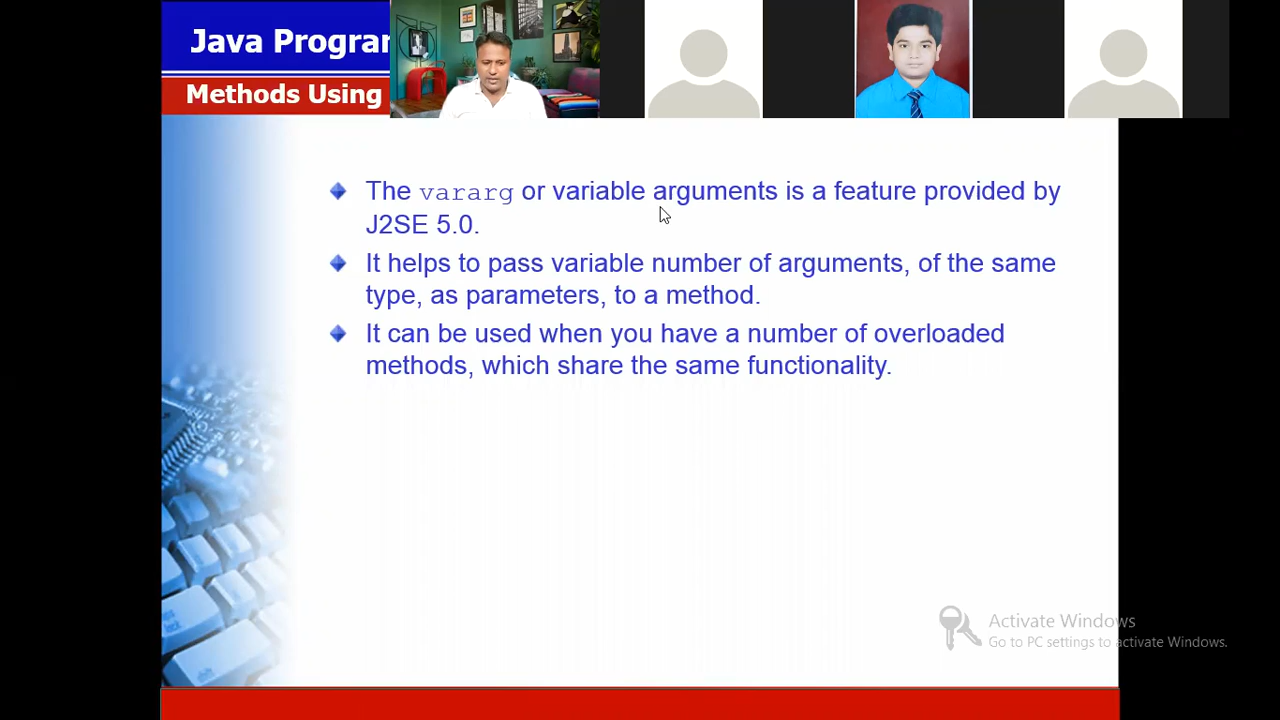 Java Program
Methods Using
The vararg or variable arguments is a feature provided by
J2SE 5.0.
It helps to pass variable number of arguments, of the same
type, as parameters, to a method.
It can be used when you have a number of overloaded
methods, which share the same functionality.
Activate Windows
Go to PC settings to activate Windows.